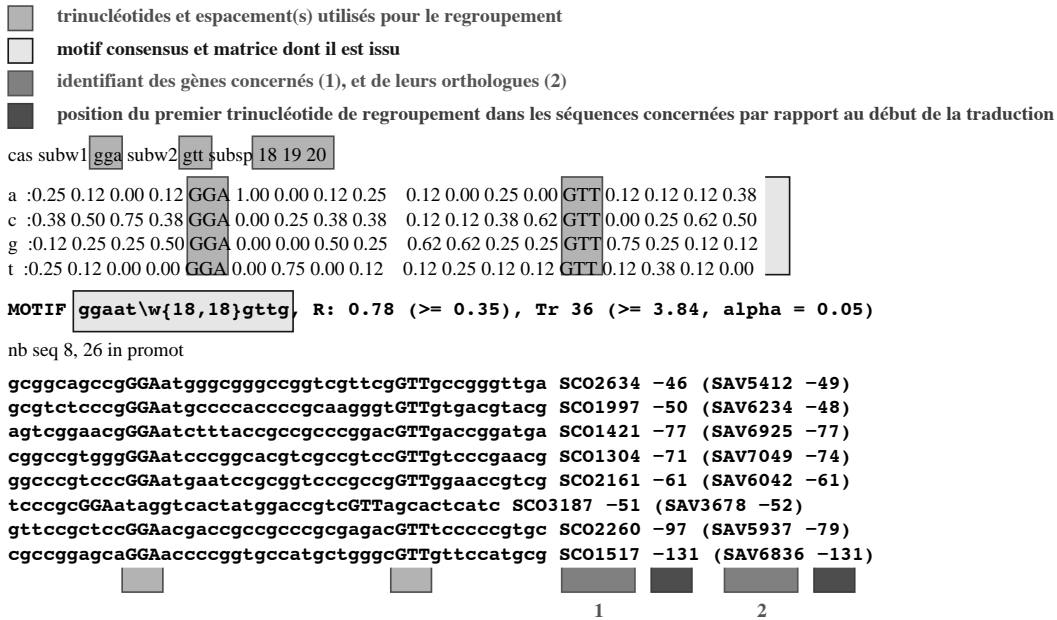 trinucléotides et espacement(s) utilisés pour le regroupement
motif consensus et matrice dont il est issu
identifiant des gènes concernés (1), et de leurs orthologues (2)
position du premier trinucléotide de regroupement dans les séquences concernées par rapport au début de la traduction
cas subw1 gga subw2 gtt subsp 18 19 20
a :0.25 0.12 0.00 0.12 GGA 1.00 0.00 0.12 0.25 0.12 0.00 0.25 0.00 GTT 0.12 0.12 0.12 0.38
c :0.38 0.50 0.75 0.38 GGA 0.00 0.25 0.38 0.38 0.12 0.12 0.38 0.62 GTT 0.00 0.25 0.62 0.50
g :0.12 0.25 0.25 0.50 GGA 0.00 0.00 0.50 0.25 0.62 0.62 0.25 0.25 GTT 0.75 0.25 0.12 0.12
t :0.25 0.12 0.00 0.00 GGA 0.00 0.75 0.00 0.12 0.12 0.25 0.12 0.12 GTT 0.12 0.38 0.12 0.00
MOTIF ggaat\w{18,18}gttg, R: 0.78 (>= 0.35), Tr 36 (>= 3.84, alpha = 0.05)
nb seq 8, 26 in promot
gcggcagccgGGAatgggcgggccggtcgttcgGTTgccgggttga SCO2634 −46 (SAV5412 −49)
gcgtctcccgGGAatgccccaccccgcaagggtGTTgtgacgtacg SCO1997 −50 (SAV6234 −48)
agtcggaacgGGAatctttaccgccgcccggacGTTgaccggatga SCO1421 −77 (SAV6925 −77)
cggccgtgggGGAatcccggcacgtcgccgtccGTTgtcccgaacg SCO1304 −71 (SAV7049 −74)
ggcccgtcccGGAatgaatccgcggtcccgccgGTTggaaccgtcg SCO2161 −61 (SAV6042 −61)
tcccgcGGAataggtcactatggaccgtcGTTagcactcatc SCO3187 −51 (SAV3678 −52)
gttccgctccGGAacgaccgccgcccgcgagacGTTtcccccgtgc SCO2260 −97 (SAV5937 −79)
cgccggagcaGGAaccccggtgccatgctgggcGTTgttccatgcg SCO1517 −131 (SAV6836 −131)
1 2